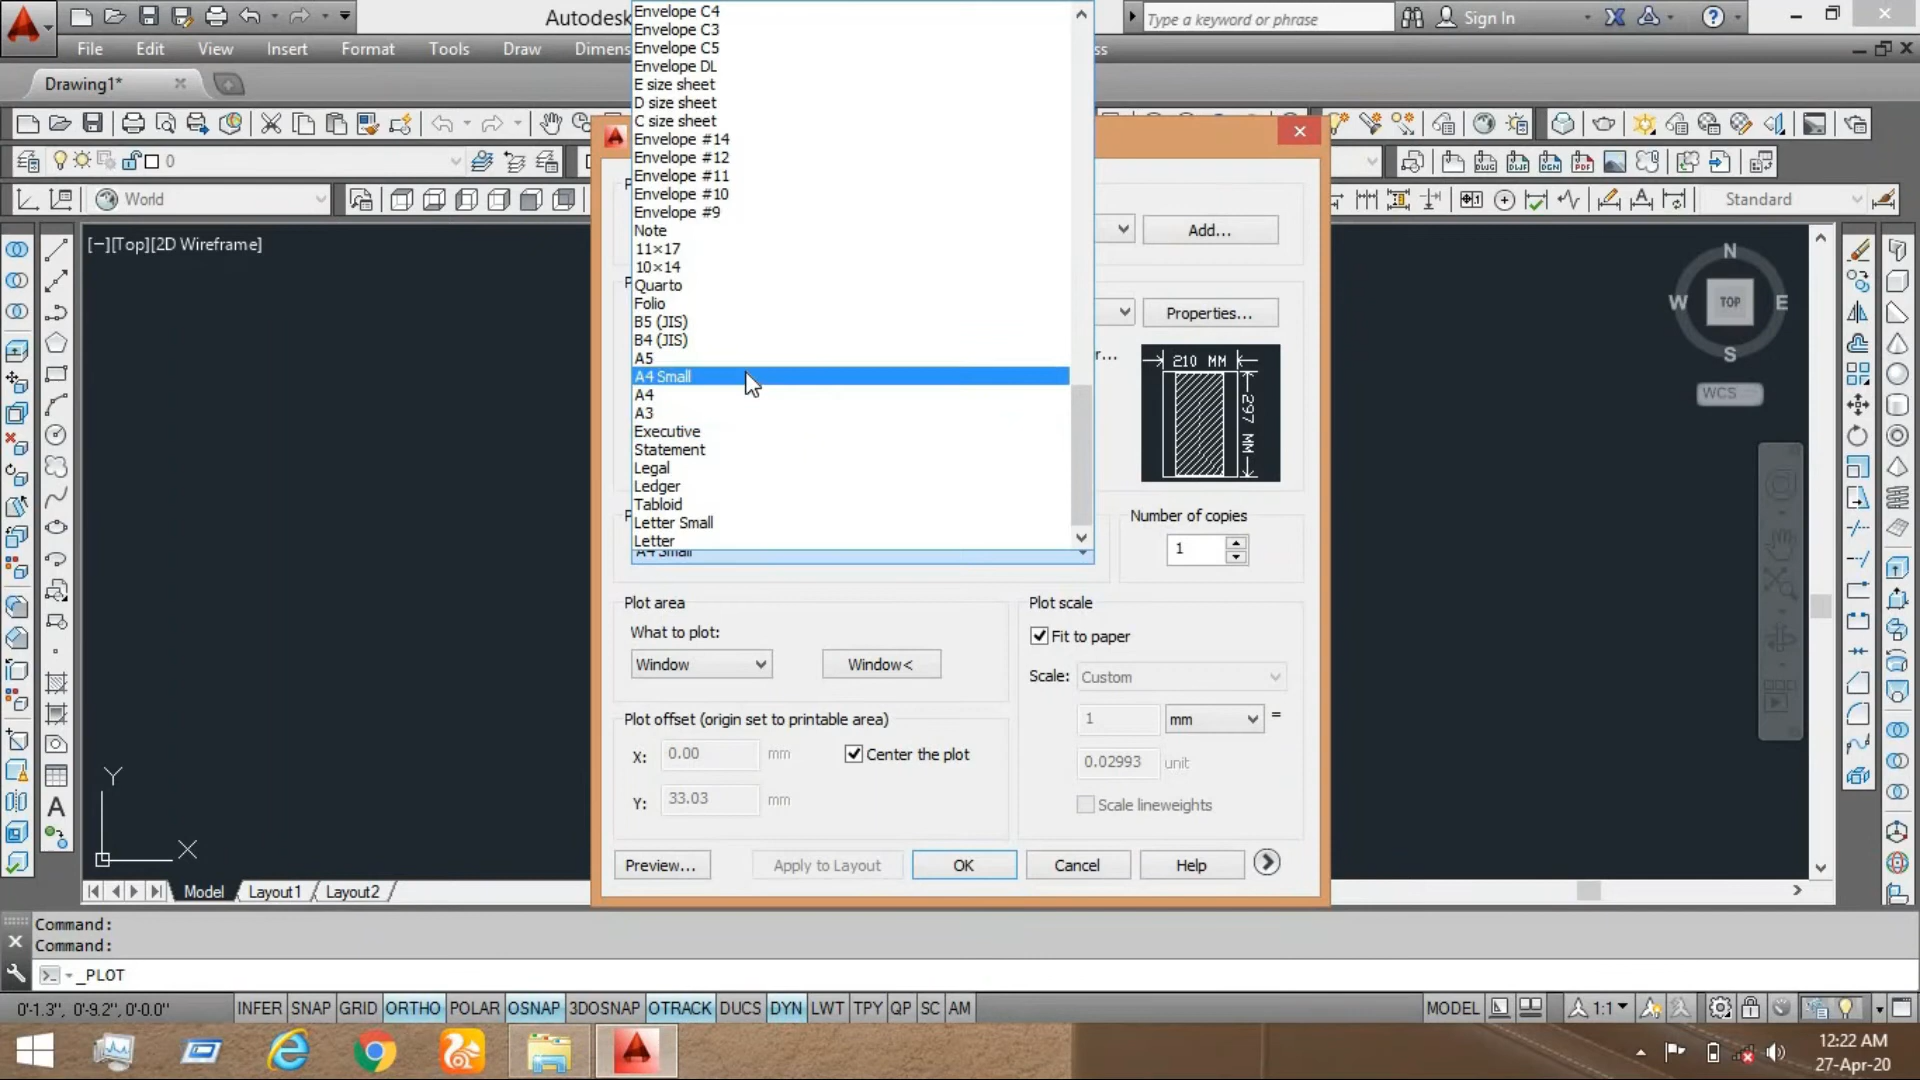 Autodesk
Type a keyword or phrase
Sign In
File
Edit
View
Insert
Format
Tools
Draw
Dimens
ss
Drawing1*
0
World
Standard
[−][Top][2D Wireframe]
Envelope C4
Envelope C3
Envelope C5
Envelope DL
E size sheet
D size sheet
C size sheet
Envelope #14
Envelope #12
Envelope #11
Envelope #10
Envelope #9
Note
11×17
10×14
Quarto
Folio
B5 (JIS)
B4 (JIS)
A5
A4 Small
A4
A3
Executive
Statement
Legal
Ledger
Tabloid
Letter Small
Letter
A4 Small
Add...
Properties...
r...
210 MM
297 MM
Number of copies
1
Plot area
What to plot:
Window
Window<
Plot offset (origin set to printable area)
X: 0.00 mm
Center the plot
Y: 33.03 mm
Plot scale
Fit to paper
Scale: Custom
1 mm =
0.02993 unit
Scale lineweights
Preview...
Apply to Layout
OK
Cancel
Help
N
W TOP E
S
WCS
Y
X
A
Model
Layout1
Layout2
Command:
Command:
_PLOT
0'-1.3", 0'-9.2", 0'-0.0"
INFER SNAP GRID ORTHO POLAR OSNAP 3DOSNAP OTRACK DUCS DYN LWT TPY QP SC AM
MODEL
1:1
12:22 AM
27-Apr-20